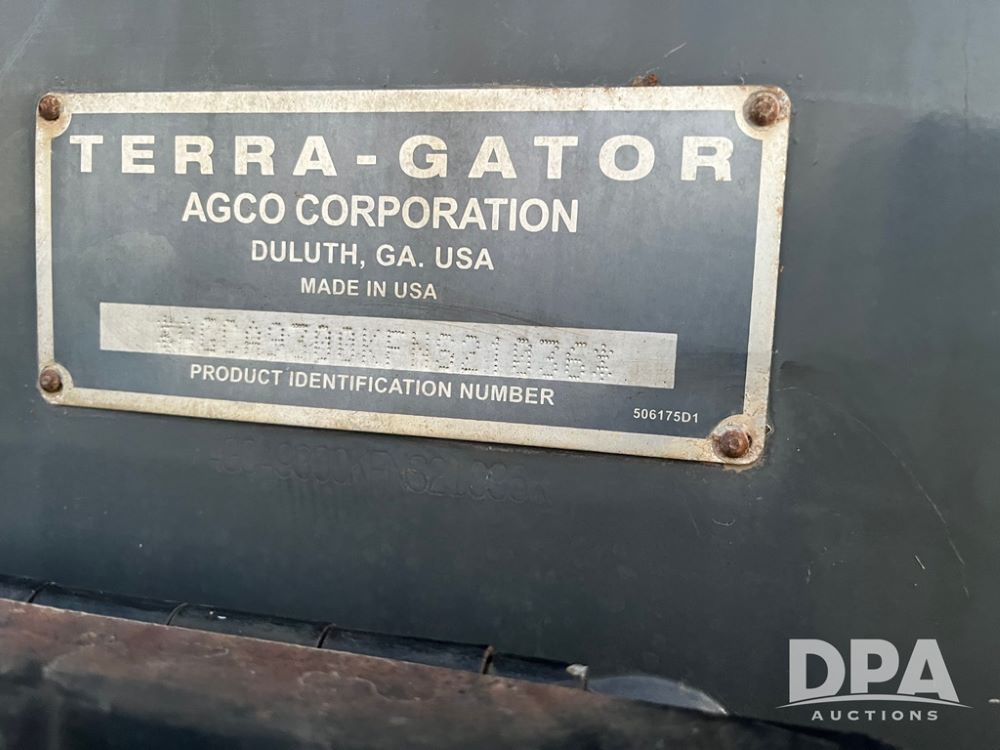 TERRA-GATOR
AGCO CORPORATION
DULUTH, GA. USA
MADE IN USA
PRODUCT IDENTIFICATION NUMBER
506175D1
DPA
AUCTIONS